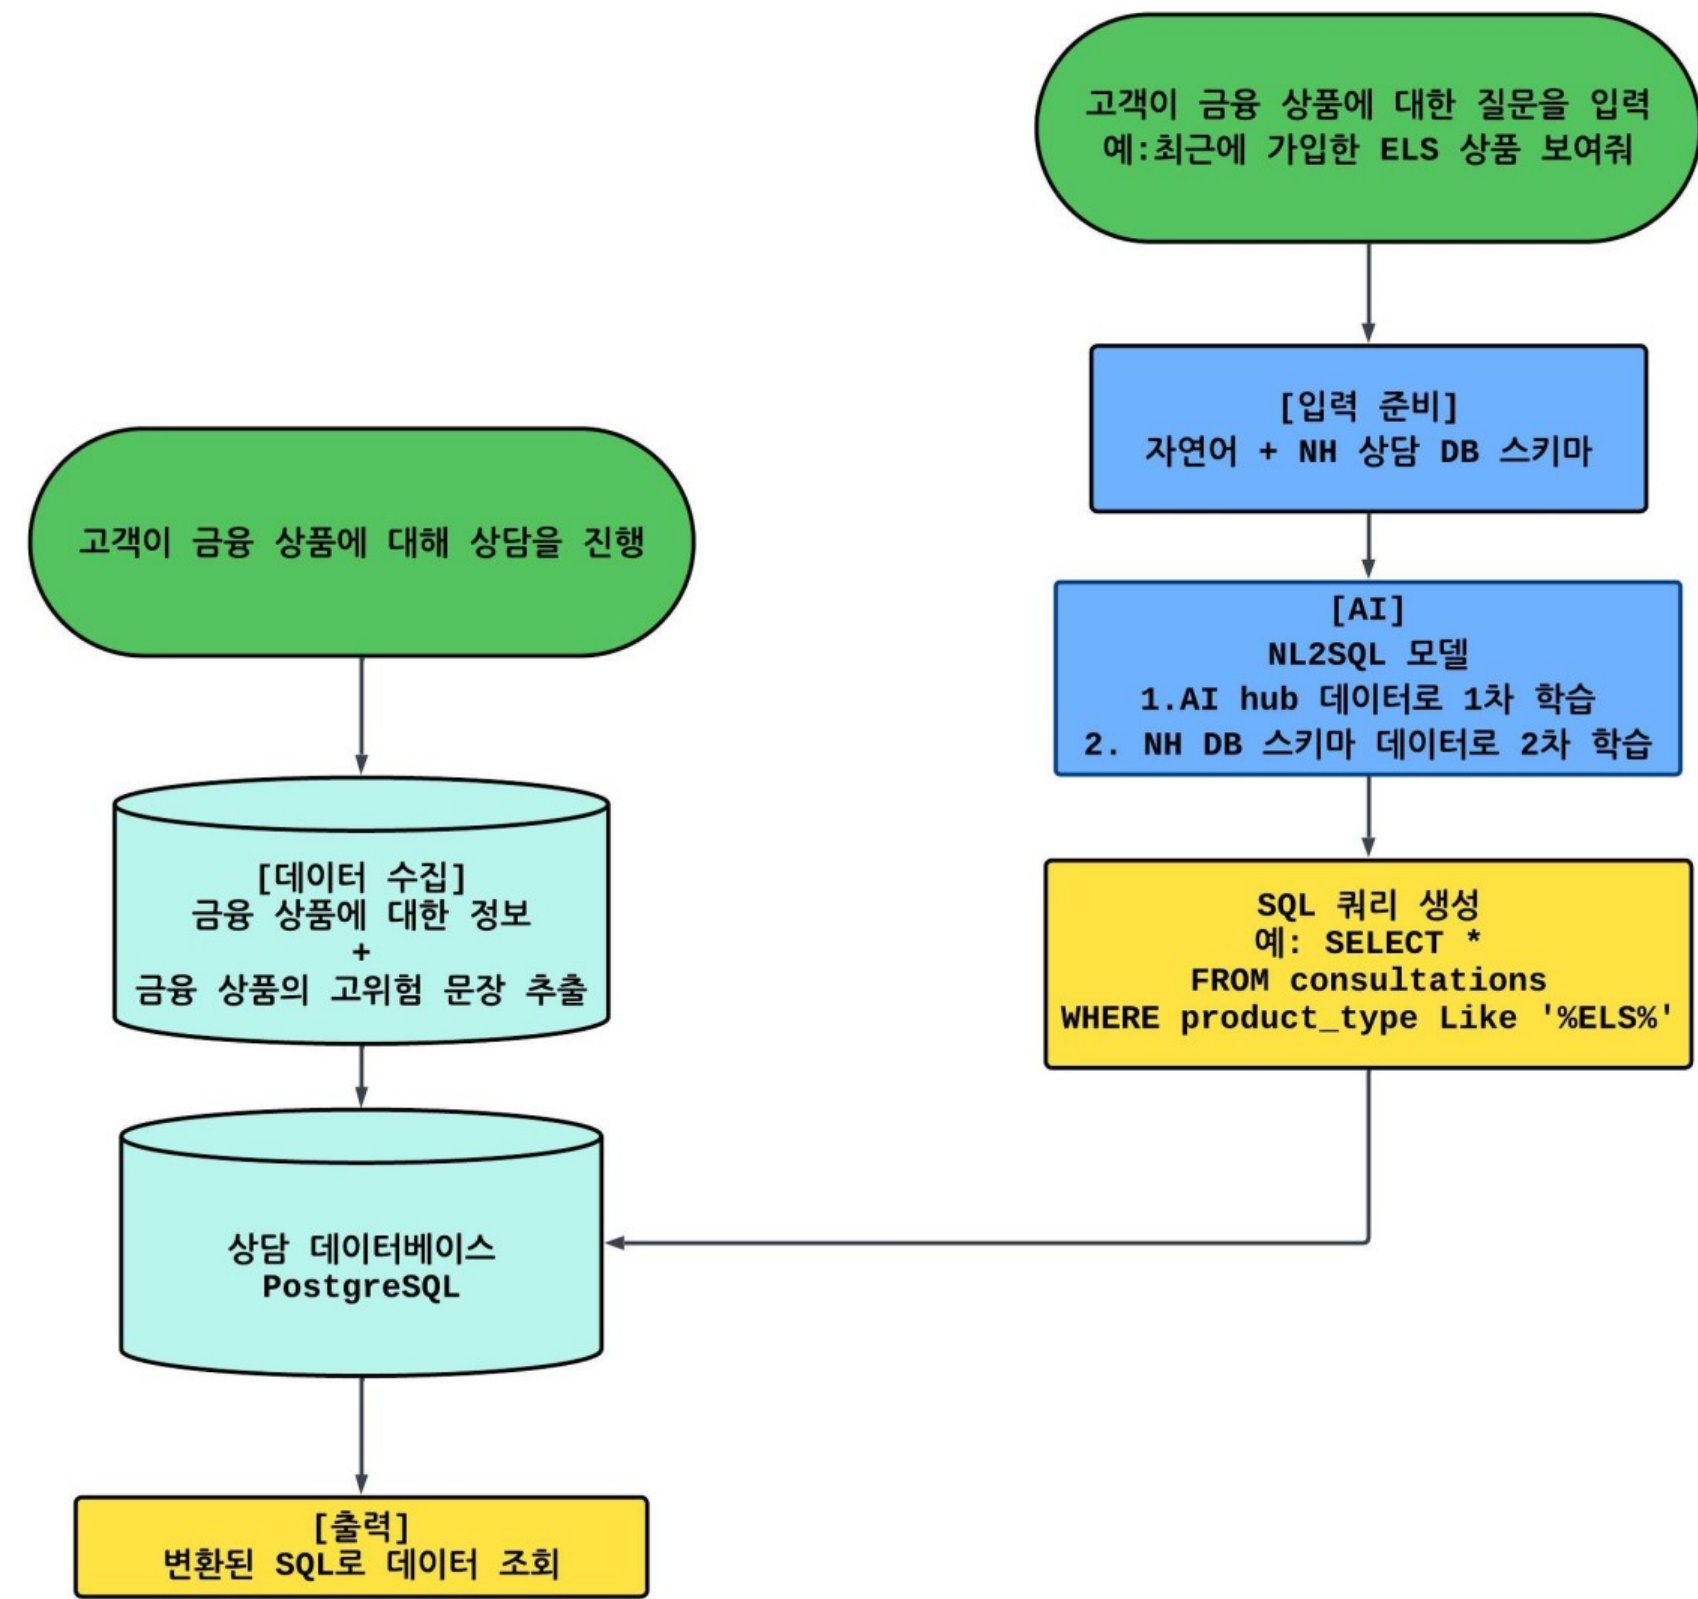 고객이 금융 상품에 대한 질문을 입력
예:최근에 가입한 ELS 상품 보여줘
[입력 준비]
자연어 + NH 상담 DB 스키마
[AI]
NL2SQL 모델
1.AI hub 데이터로 1차 학습
2. NH DB 스키마 데이터로 2차 학습
SQL 쿼리 생성
예: SELECT *
FROM consultations
WHERE product_type Like '%ELS%'
고객이 금융 상품에 대해 상담을 진행
[데이터 수집]
금융 상품에 대한 정보
+
금융 상품의 고위험 문장 추출
상담 데이터베이스
PostgreSQL
[출력]
변환된 SQL로 데이터 조회